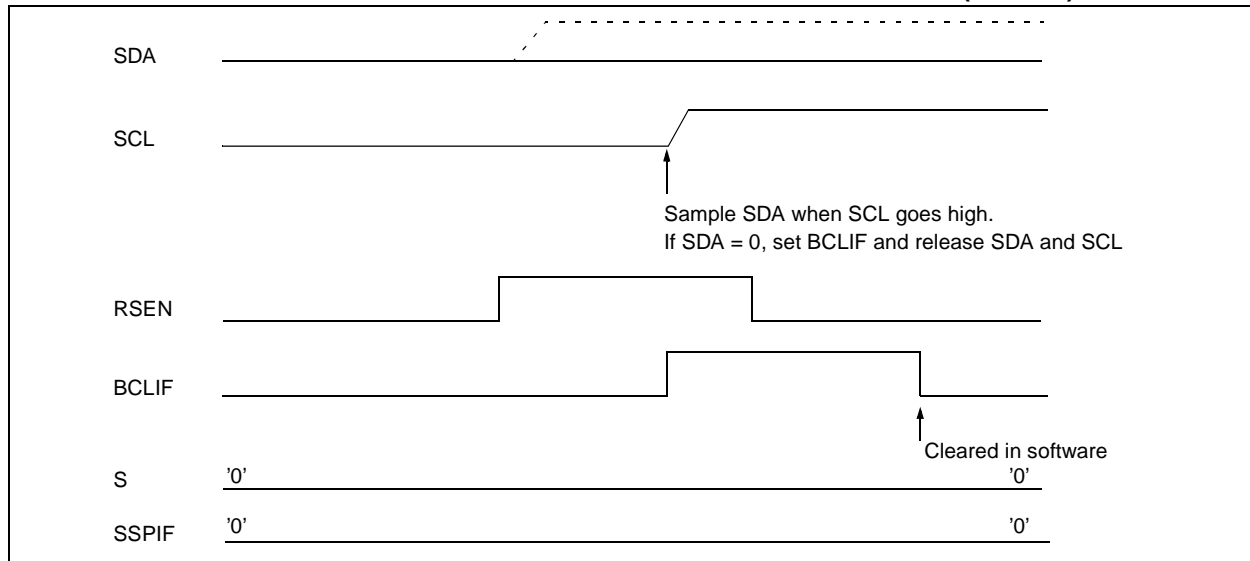 SDA
SCL
Sample SDA when SCL goes high.
If SDA = 0, set BCLIF and release SDA and SCL
RSEN
BCLIF
Cleared in software
S '0' '0'
SSPIF '0' '0'